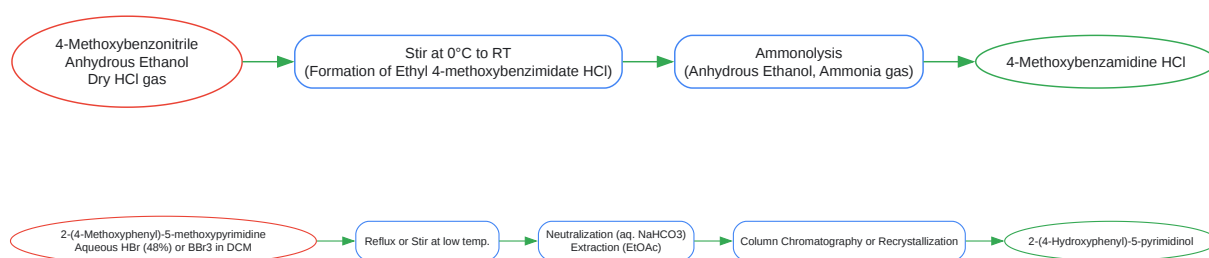 4-Methoxybenzonitrile
Anhydrous Ethanol
Dry HCl gas
Stir at 0°C to RT
(Formation of Ethyl 4-methoxybenzimidate HCl)
Ammonolysis
(Anhydrous Ethanol, Ammonia gas)
4-Methoxybenzamidine HCl
2-(4-Methoxyphenyl)-5-methoxypyrimidine
Aqueous HBr (48%) or BBr3 in DCM
Reflux or Stir at low temp.
Neutralization (aq. NaHCO3)
Extraction (EtOAc)
Column Chromatography or Recrystallization
2-(4-Hydroxyphenyl)-5-pyrimidinol